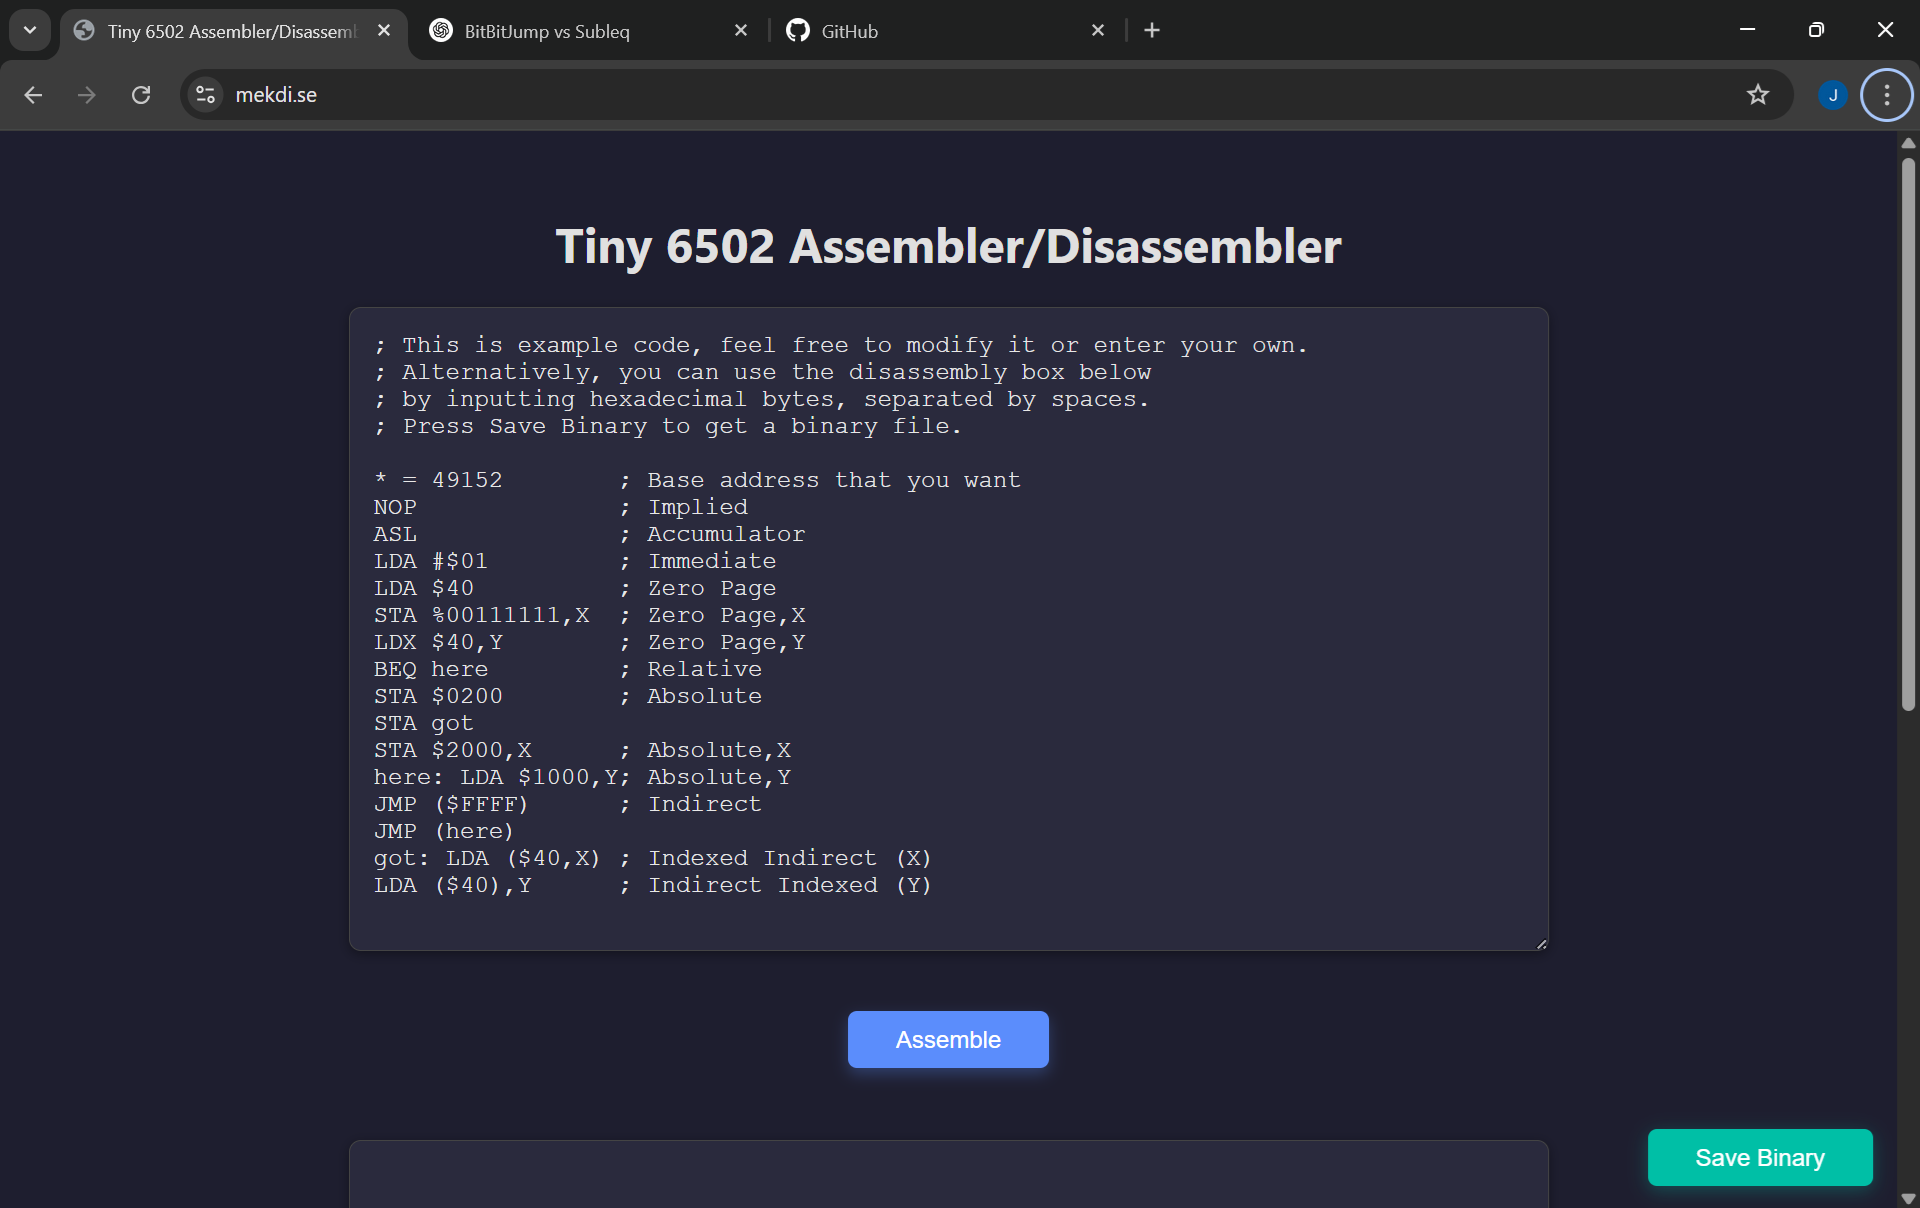 Tiny 6502 Assembler/Disassemb
BitBitJump vs Subleq
GitHub
mekdi.se
J
Tiny 6502 Assembler/Disassembler
; This is example code, feel free to modify it or enter your own.
; Alternatively, you can use the disassembly box below
; by inputting hexadecimal bytes, separated by spaces.
; Press Save Binary to get a binary file.
* = 49152        ; Base address that you want
NOP              ; Implied
ASL              ; Accumulator
LDA #$01         ; Immediate
LDA $40          ; Zero Page
STA %00111111,X  ; Zero Page,X
LDX $40,Y        ; Zero Page,Y
BEQ here         ; Relative
STA $0200        ; Absolute
STA got
STA $2000,X      ; Absolute,X
here: LDA $1000,Y; Absolute,Y
JMP ($FFFF)      ; Indirect
JMP (here)
got: LDA ($40,X) ; Indexed Indirect (X)
LDA ($40),Y      ; Indirect Indexed (Y)
Assemble
Save Binary